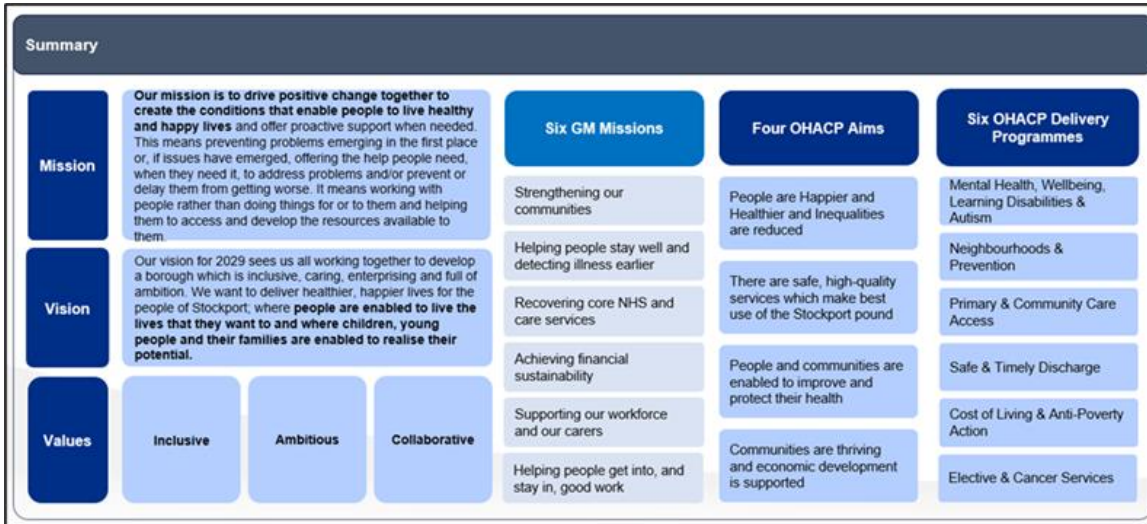 Summary
Mission
Our mission is to drive positive change together to
create the conditions that enable people to live healthy
and happy lives and offer proactive support when needed.
This means preventing problems emerging in the first place
or, if issues have emerged, offering the help people need,
when they need it, to address problems and/or prevent or
delay them from getting worse. It means working with
people rather than doing things for or to them and helping
them to access and develop the resources available to
them.
Vision
Our vision for 2029 sees us all working together to develop
a borough which is inclusive, caring, enterprising and full of
ambition. We want to deliver healthier, happier lives for the
people of Stockport; where people are enabled to live the
lives that they want to and where children, young
people and their families are enabled to realise their
potential.
Values
Inclusive
Ambitious
Collaborative
Six GM Missions
Strengthening our
communities
Helping people stay well and
detecting illness earlier
Recovering core NHS and
care services
Achieving financial
sustainability
Supporting our workforce
and our carers
Helping people get into, and
stay in, good work
Four OHACP Aims
People are Happier and
Healthier and Inequalities
are reduced
There are safe, high-quality
services which make best
use of the Stockport pound
People and communities are
enabled to improve and
protect their health
Communities are thriving
and economic development
is supported
Six OHACP Delivery
Programmes
Mental Health, Wellbeing,
Learning Disabilities &
Autism
Neighbourhoods &
Prevention
Primary & Community Care
Access
Safe & Timely Discharge
Cost of Living & Anti-Poverty
Action
Elective & Cancer Services